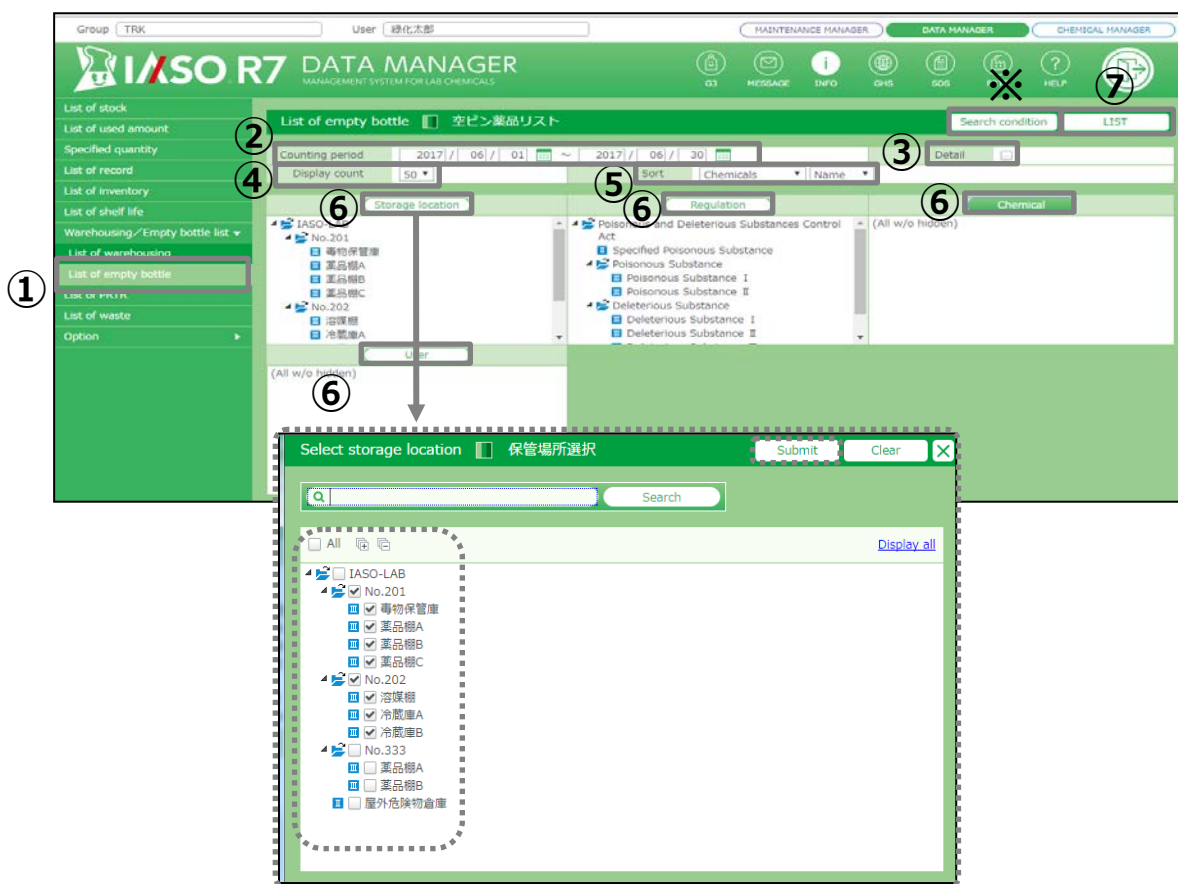 Group TRK User 緑化太郎 MAINTENANCE MANAGER DATA MANAGER CHEMICAL MANAGER
IASO R7 DATA MANAGER
MANAGEMENT SYSTEM FOR LAB CHEMICALS
G3 MESSAGE INFO GHS SDS HELP
※ ⑦
List of stock
List of used amount
Specified quantity
List of record
List of inventory
List of shelf life
Warehousing／Empty bottle list
List of warehousing
① List of empty bottle
List of PRTR
List of waste
Option
List of empty bottle 空ビン薬品リスト Search condition LIST
② Counting period 2017 / 06 / 01 ~ 2017 / 06 / 30 ③ Detail
④ Display count 50 ⑤ Sort Chemicals Name
⑥ Storage location
IASO-LAB
No.201
毒物保管庫
薬品棚A
薬品棚B
薬品棚C
No.202
溶媒棚
冷蔵庫A
⑥ Regulation
Poisonous and Deleterious Substances Control
Act
Specified Poisonous Substance
Poisonous Substance
Poisonous Substance Ⅰ
Poisonous Substance Ⅱ
Deleterious Substance
Deleterious Substance Ⅰ
Deleterious Substance Ⅱ
⑥ Chemical
(All w/o hidden)
User
(All w/o hidden)
⑥
Select storage location 保管場所選択 Submit Clear
Search
All Display all
IASO-LAB
No.201
毒物保管庫
薬品棚A
薬品棚B
薬品棚C
No.202
溶媒棚
冷蔵庫A
冷蔵庫B
No.333
薬品棚A
薬品棚B
屋外危険物倉庫